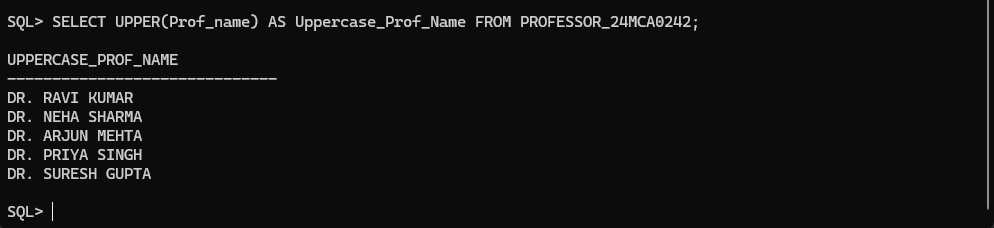 SQL> SELECT UPPER(Prof_name) AS Uppercase_Prof_Name FROM PROFESSOR_24MCA0242;
UPPERCASE_PROF_NAME
------------------------------
DR. RAVI KUMAR
DR. NEHA SHARMA
DR. ARJUN MEHTA
DR. PRIYA SINGH
DR. SURESH GUPTA
SQL>